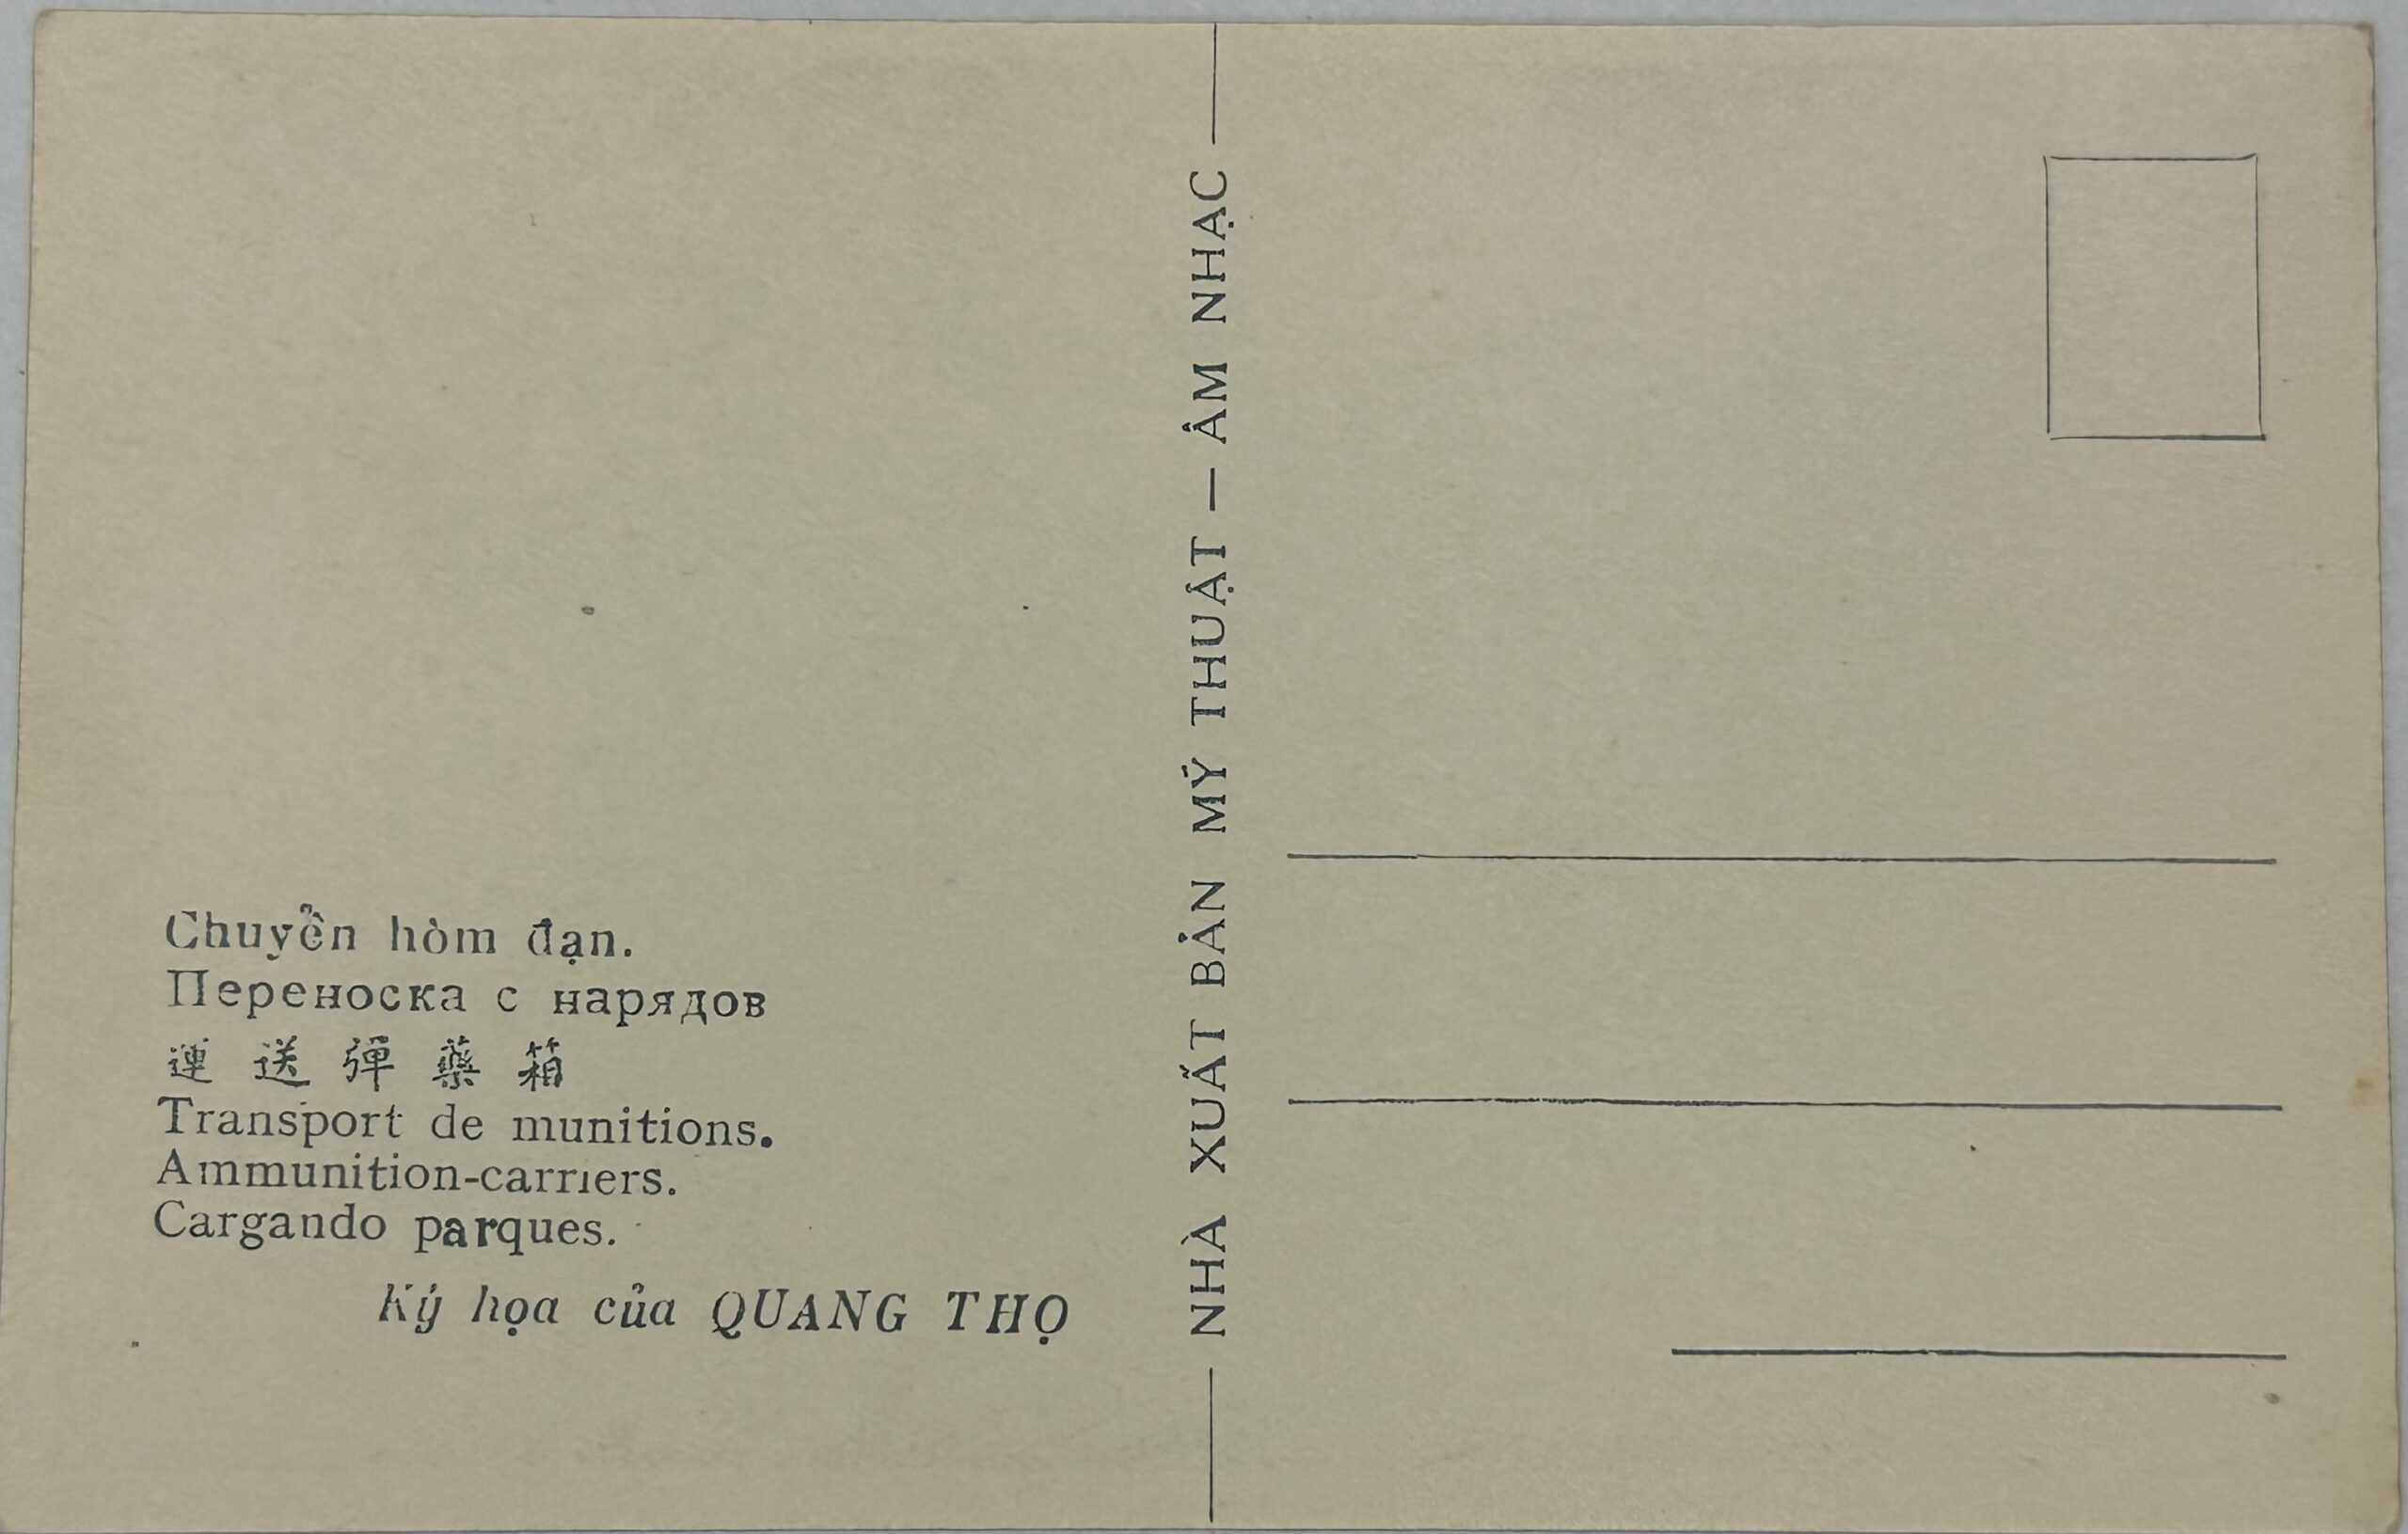 Chuyển hòm đạn.
Переноска с нарядов
運送彈藥箱
Transport de munitions.
Ammunition-carriers.
Cargando parques.
Ký họa của QUANG THỌ
NHÀ XUẤT BẢN MỸ THUẬT — ÂM NHẠC